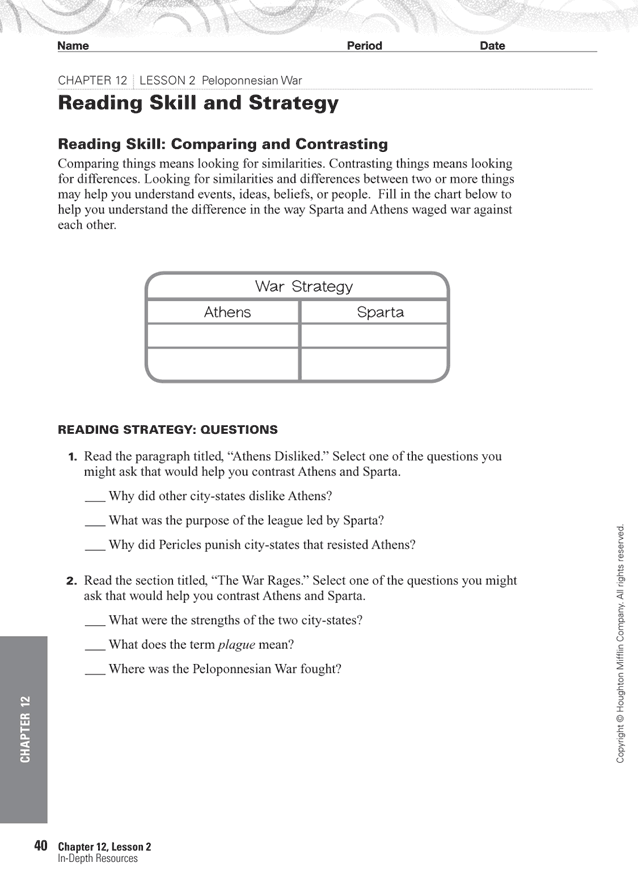 Name Period Date
CHAPTER 12 | LESSON 2 Peloponnesian War
Reading Skill and Strategy
Reading Skill: Comparing and Contrasting
Comparing things means looking for similarities. Contrasting things means looking
for differences. Looking for similarities and differences between two or more things
may help you understand events, ideas, beliefs, or people. Fill in the chart below to
help you understand the difference in the way Sparta and Athens waged war against
each other.
War Strategy
Athens Sparta
READING STRATEGY: QUESTIONS
1. Read the paragraph titled, “Athens Disliked.” Select one of the questions you
might ask that would help you contrast Athens and Sparta.
___ Why did other city-states dislike Athens?
___ What was the purpose of the league led by Sparta?
___ Why did Pericles punish city-states that resisted Athens?
2. Read the section titled, “The War Rages.” Select one of the questions you might
ask that would help you contrast Athens and Sparta.
___ What were the strengths of the two city-states?
___ What does the term plague mean?
___ Where was the Peloponnesian War fought?
Copyright © Houghton Mifflin Company. All rights reserved.
CHAPTER 12
40 Chapter 12, Lesson 2
In-Depth Resources